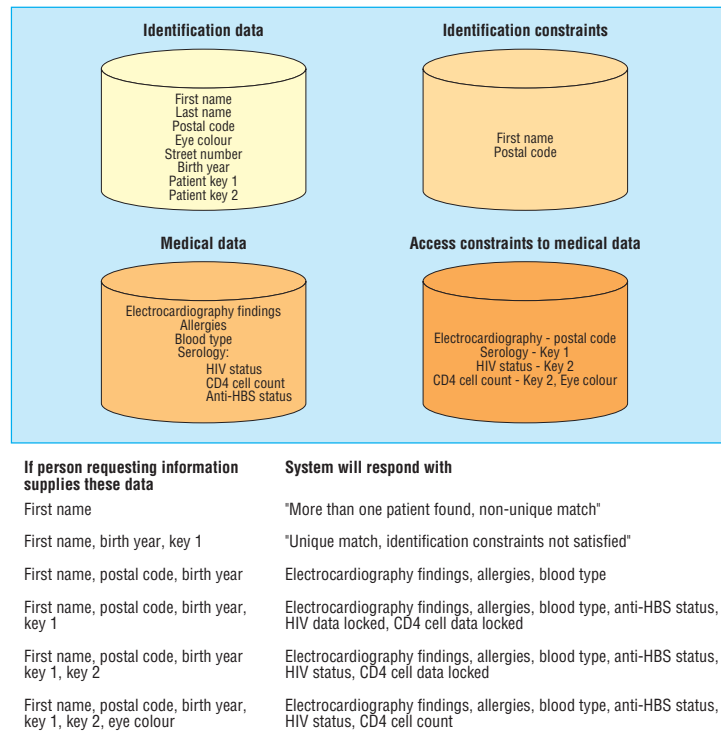 Identification data
First name
Last name
Postal code
Eye colour
Street number
Birth year
Patient key 1
Patient key 2
Identification constraints
First name
Postal code
Medical data
Electrocardiography findings
Allergies
Blood type
Serology:
HIV status
CD4 cell count
Anti-HBS status
Access constraints to medical data
Electrocardiography - postal code
Serology - Key 1
HIV status - Key 2
CD4 cell count - Key 2, Eye colour
If person requesting information
supplies these data
System will respond with
First name
"More than one patient found, non-unique match"
First name, birth year, key 1
"Unique match, identification constraints not satisfied"
First name, postal code, birth year
Electrocardiography findings, allergies, blood type
First name, postal code, birth year,
key 1
Electrocardiography findings, allergies, blood type, anti-HBS status,
HIV data locked, CD4 cell data locked
First name, postal code, birth year
key 1, key 2
Electrocardiography findings, allergies, blood type, anti-HBS status,
HIV status, CD4 cell data locked
First name, postal code, birth year,
key 1, key 2, eye colour
Electrocardiography findings, allergies, blood type, anti-HBS status,
HIV status, CD4 cell count